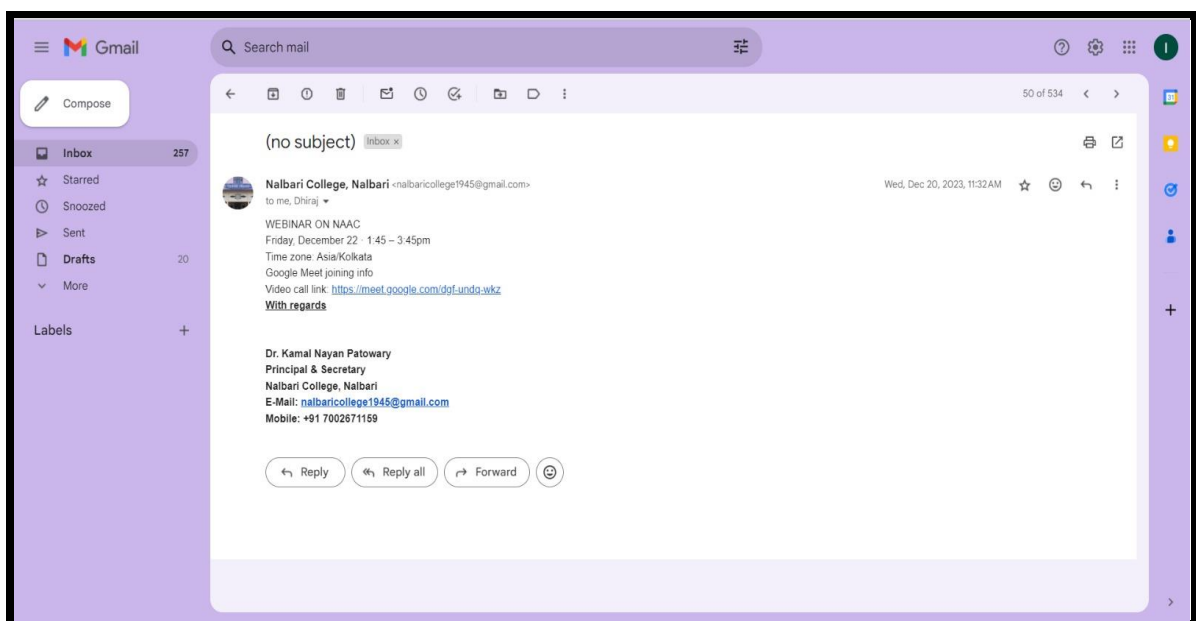 Gmail
Search mail
I
Compose
50 of 534
31
Inbox 257
Starred
Snoozed
Sent
Drafts 20
More
Labels
(no subject) Inbox ×
Nalbari College, Nalbari <nalbaricollege1945@gmail.com> Wed, Dec 20, 2023, 11:32 AM
to me, Dhiraj
WEBINAR ON NAAC
Friday, December 22 · 1:45 – 3:45pm
Time zone: Asia/Kolkata
Google Meet joining info
Video call link: https://meet.google.com/dgf-undq-wkz
With regards
Dr. Kamal Nayan Patowary
Principal & Secretary
Nalbari College, Nalbari
E-Mail: nalbaricollege1945@gmail.com
Mobile: +91 7002671159
Reply Reply all Forward